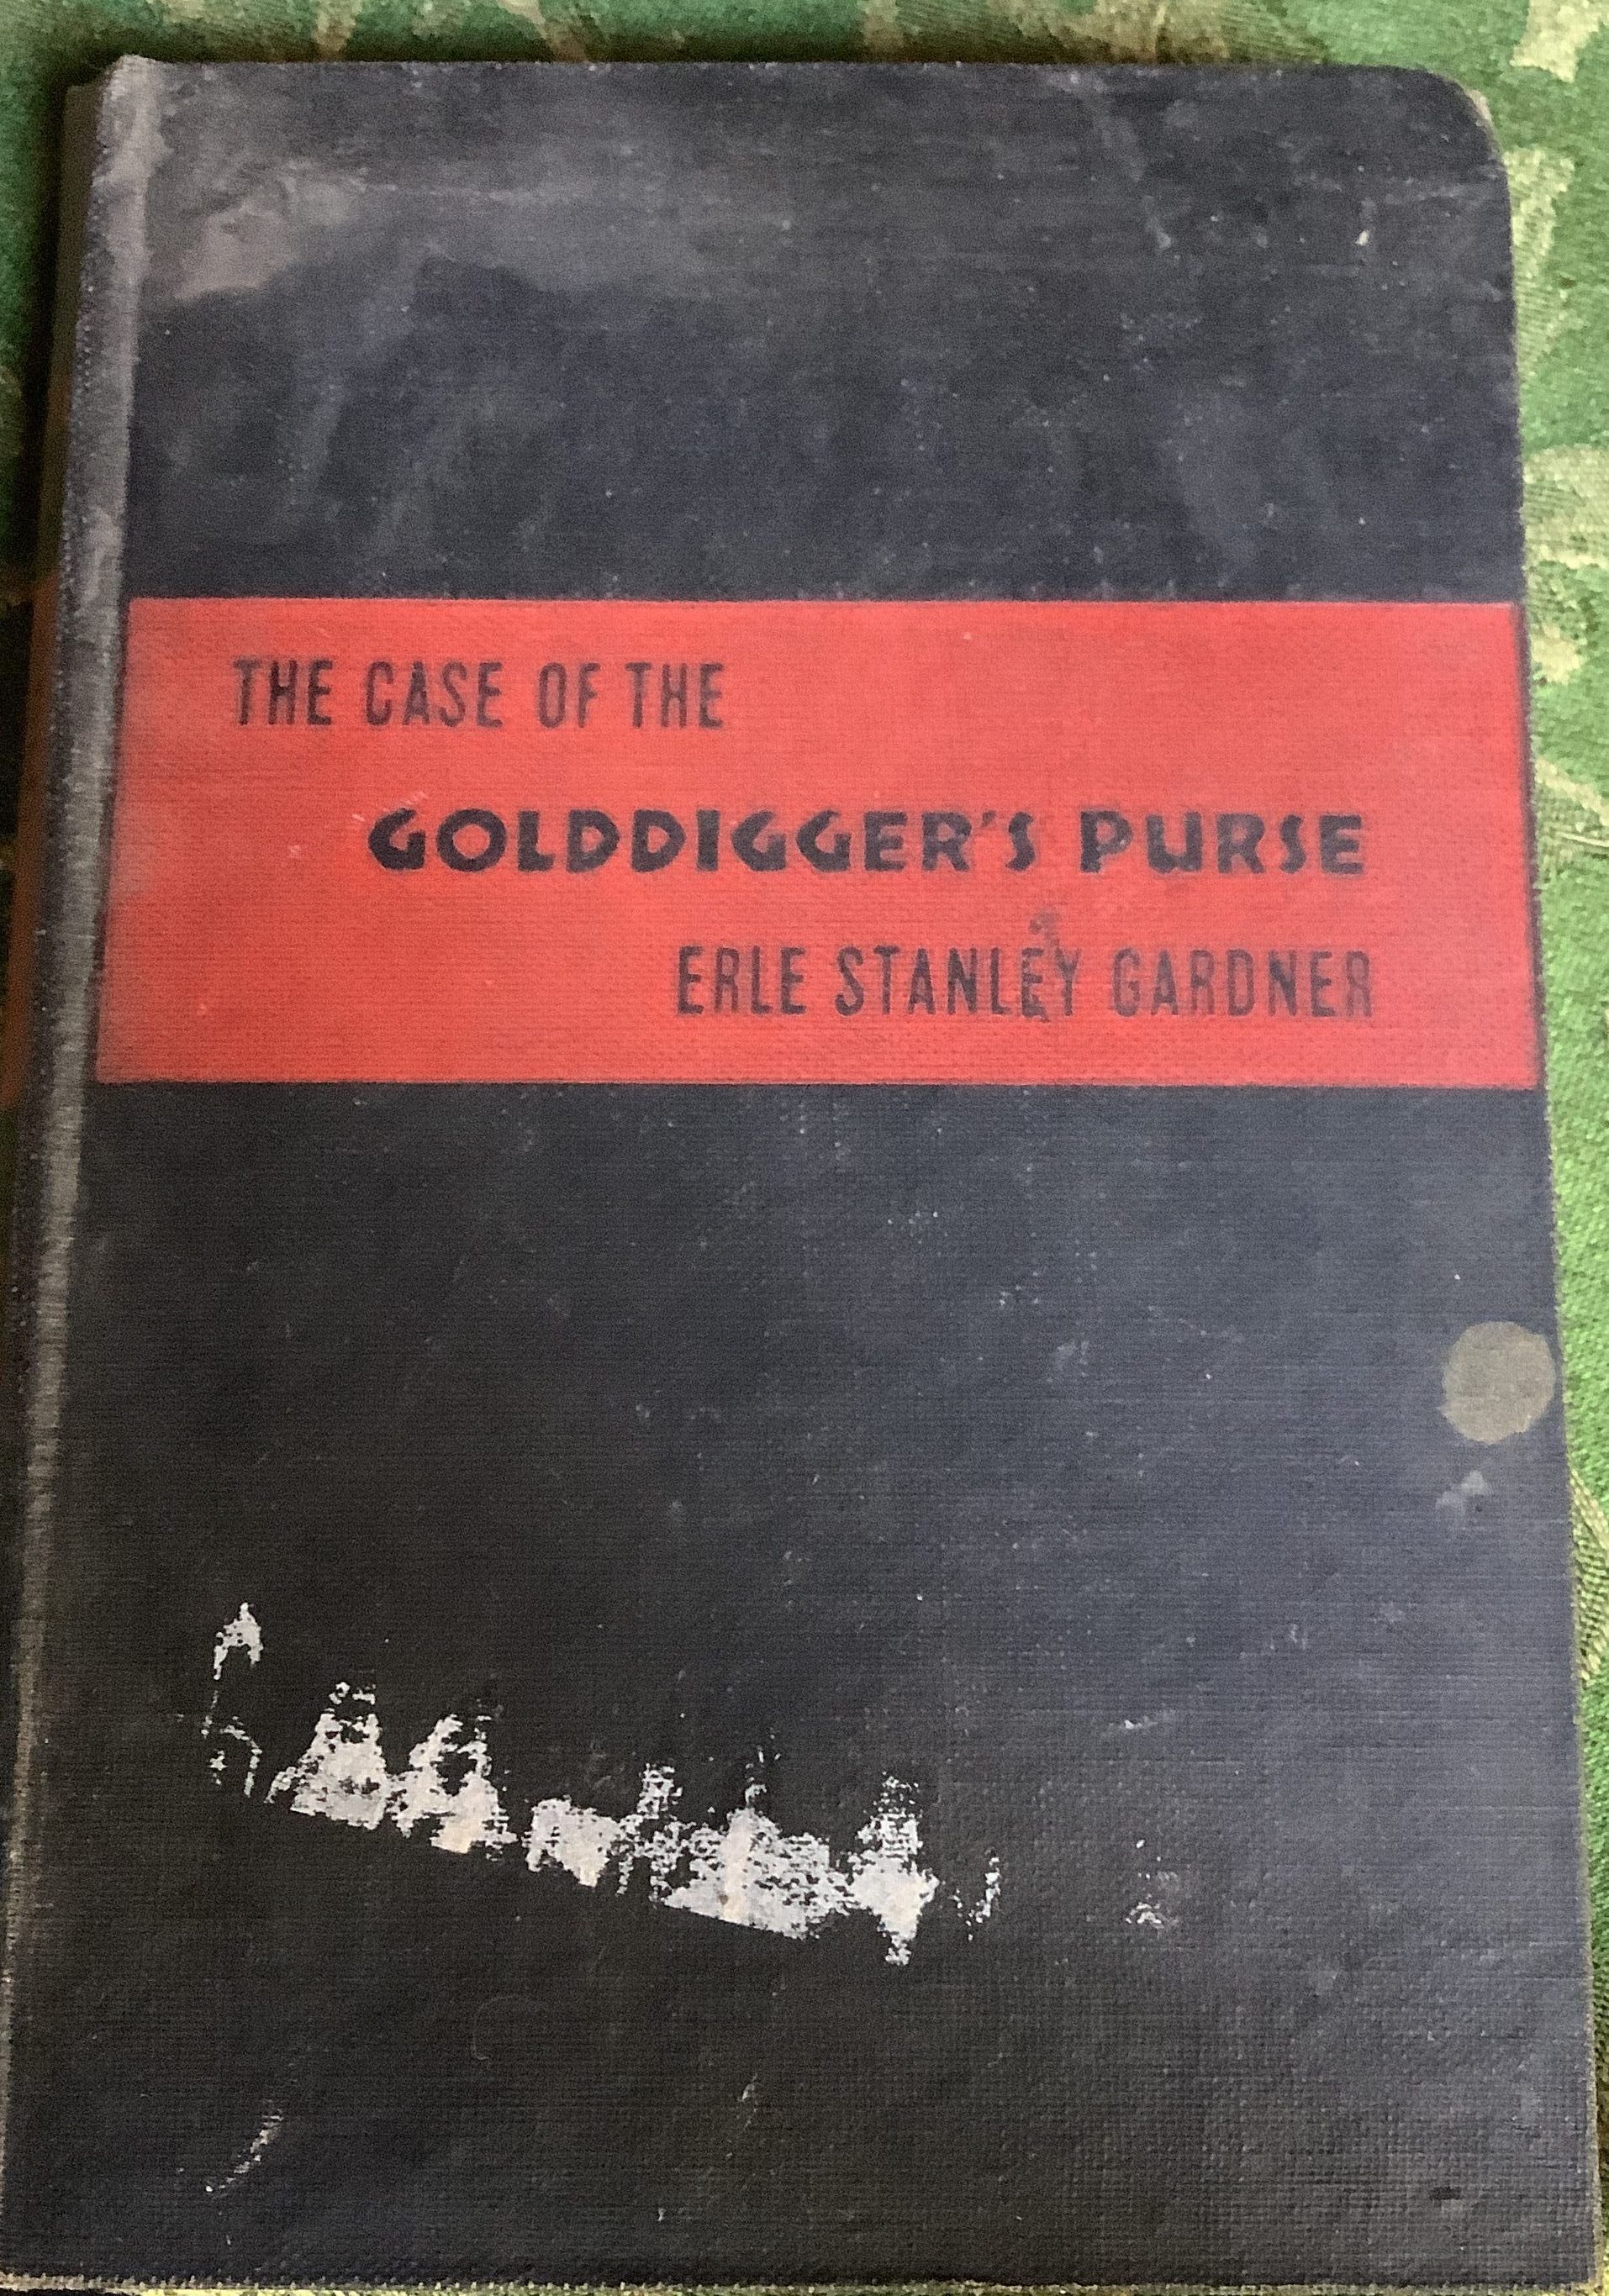 THE CASE OF THE
GOLDDIGGER'S PURSE
ERLE STANLEY GARDNER